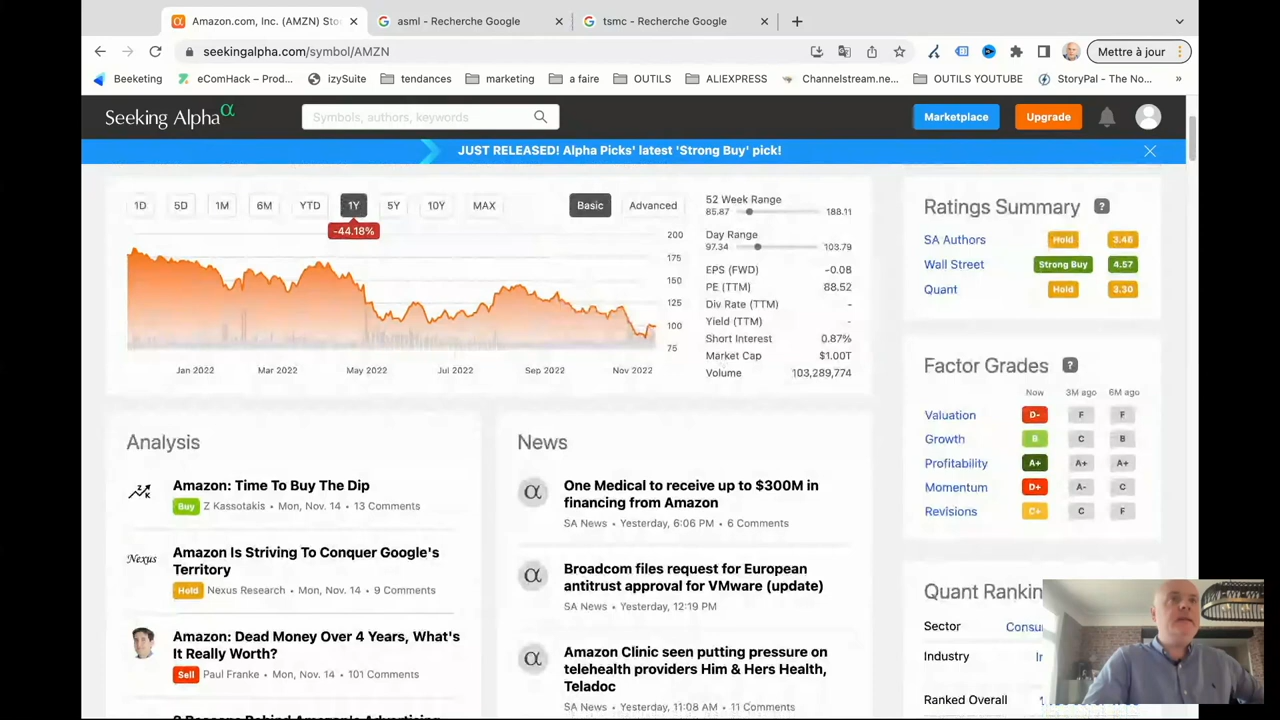 Amazon.com, Inc. (AMZN) Sto
asml - Recherche Google
tsmc - Recherche Google
seekingalpha.com/symbol/AMZN
Mettre à jour
Beeketing
eComHack – Prod...
izySuite
tendances
marketing
a faire
OUTILS
ALIEXPRESS
Channelstream.ne...
OUTILS YOUTUBE
StoryPal - The No...
»
Seeking Alpha α
Symbols, authors, keywords
Marketplace
Upgrade
JUST RELEASED! Alpha Picks' latest 'Strong Buy' pick!
1D 5D 1M 6M YTD 1Y 5Y 10Y MAX
Basic Advanced
-44.18%
200
175
150
125
100
75
Jan 2022 Mar 2022 May 2022 Jul 2022 Sep 2022 Nov 2022
52 Week Range
85.87 188.11
Day Range
97.34 103.79
EPS (FWD) -0.08
PE (TTM) 88.52
Div Rate (TTM) -
Yield (TTM) -
Short Interest 0.87%
Market Cap $1.00T
Volume 103,289,774
Ratings Summary ?
SA Authors Hold 3.46
Wall Street Strong Buy 4.57
Quant Hold 3.30
Factor Grades ?
Now 3M ago 6M ago
Valuation D- F F
Growth B C B
Profitability A+ A+ A+
Momentum D+ A- C
Revisions C+ C F
Analysis
Amazon: Time To Buy The Dip
Buy Z Kassotakis • Mon, Nov. 14 • 13 Comments
Nexus
Amazon Is Striving To Conquer Google's
Territory
Hold Nexus Research • Mon, Nov. 14 • 9 Comments
Amazon: Dead Money Over 4 Years, What's
It Really Worth?
Sell Paul Franke • Mon, Nov. 14 • 101 Comments
News
α
One Medical to receive up to $300M in
financing from Amazon
SA News • Yesterday, 6:06 PM • 6 Comments
α
Broadcom files request for European
antitrust approval for VMware (update)
SA News • Yesterday, 12:19 PM
α
Amazon Clinic seen putting pressure on
telehealth providers Him & Hers Health,
Teladoc
SA News • Yesterday, 11:08 AM • 11 Comments
Quant Rankin
Sector Consu
Industry
Ranked Overall